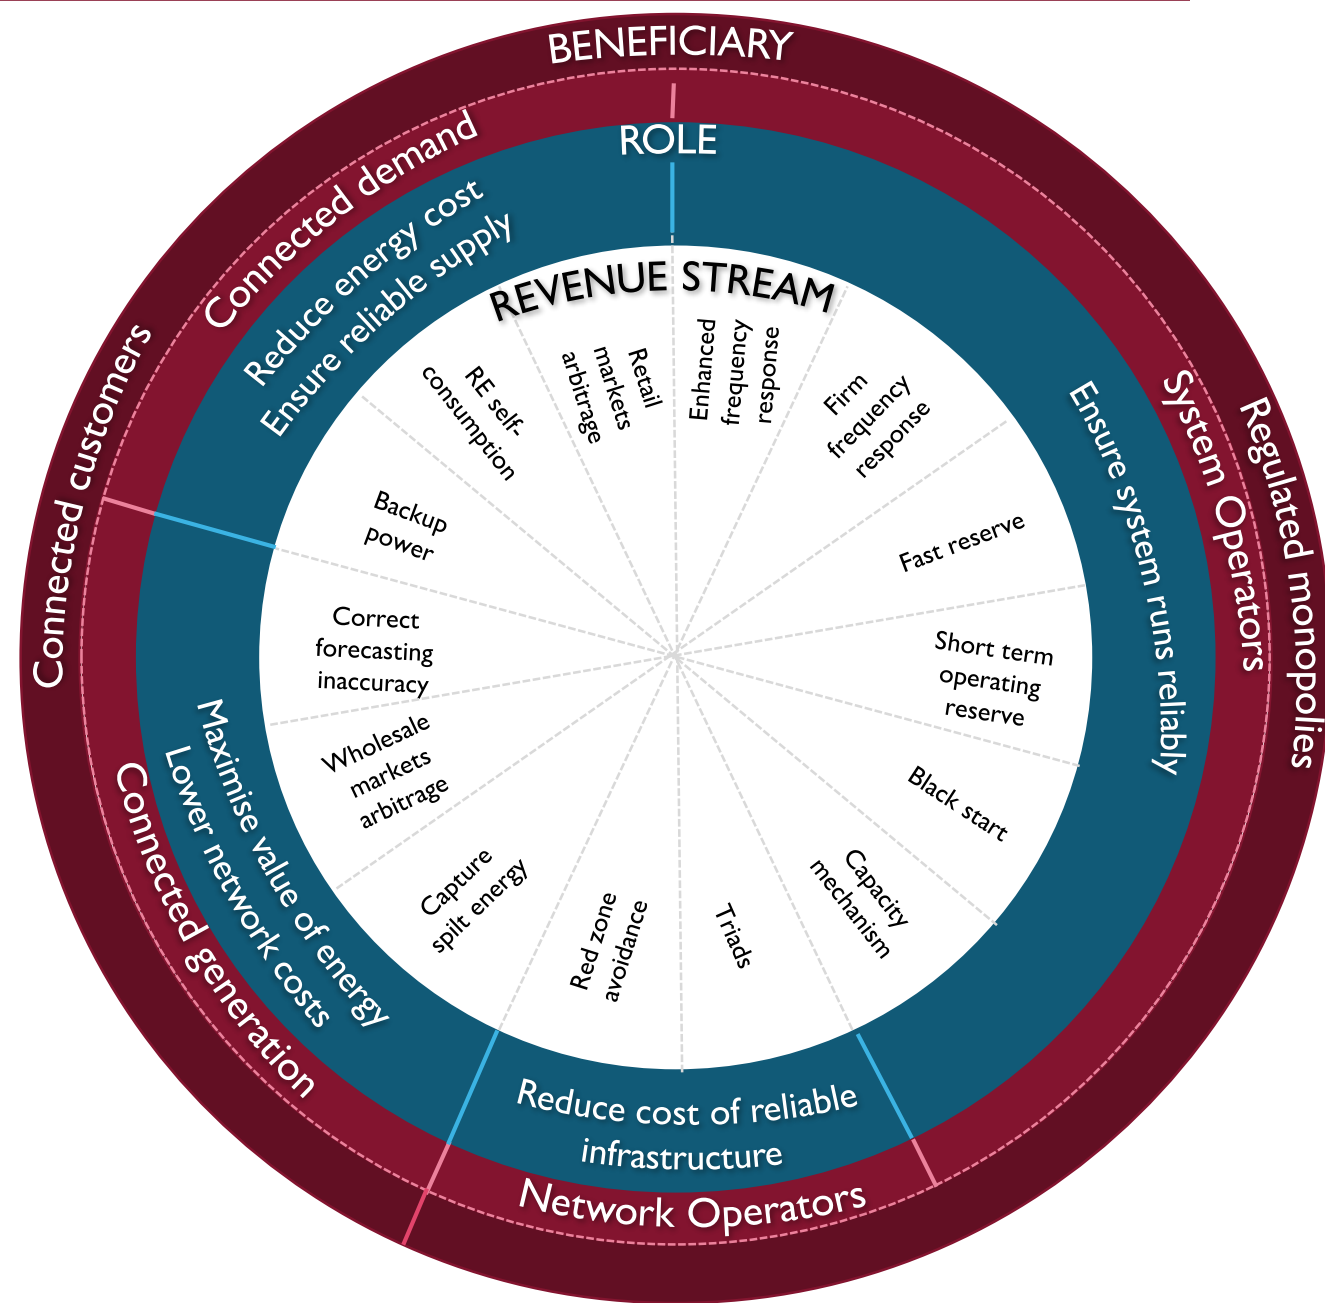 BENEFICIARY
ROLE
REVENUE STREAM
Connected customers
Regulated monopolies
Connected demand
System Operators
Connected generation
Network Operators
Reduce energy cost
Ensure reliable supply
Ensure system runs reliably
Maximise value of energy
Lower network costs
Reduce cost of reliable
infrastructure
Enhanced
frequency
response
Firm
frequency
response
Fast reserve
Short term
operating
reserve
Black start
Capacity
mechanism
Triads
Red zone
avoidance
Capture
spilt energy
Wholesale
markets
arbitrage
Correct
forecasting
inaccuracy
Backup
power
RE self-
consumption
Retail
markets
arbitrage